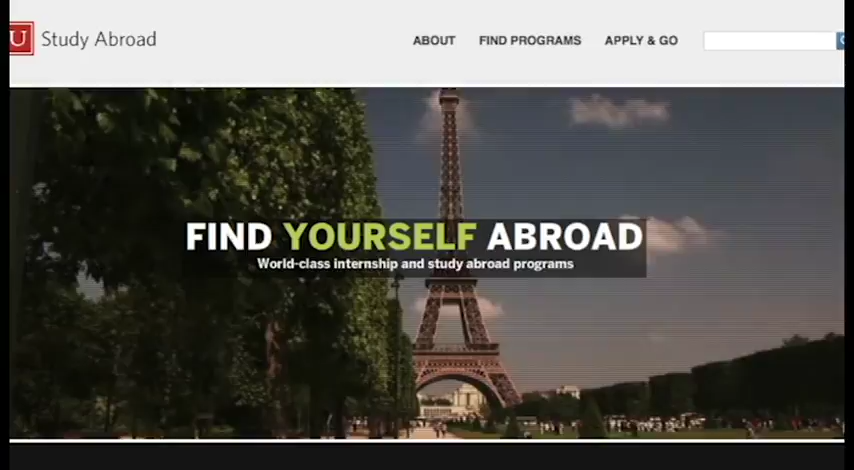 U Study Abroad
ABOUT FIND PROGRAMS APPLY & GO
FIND YOURSELF ABROAD
World-class internship and study abroad programs